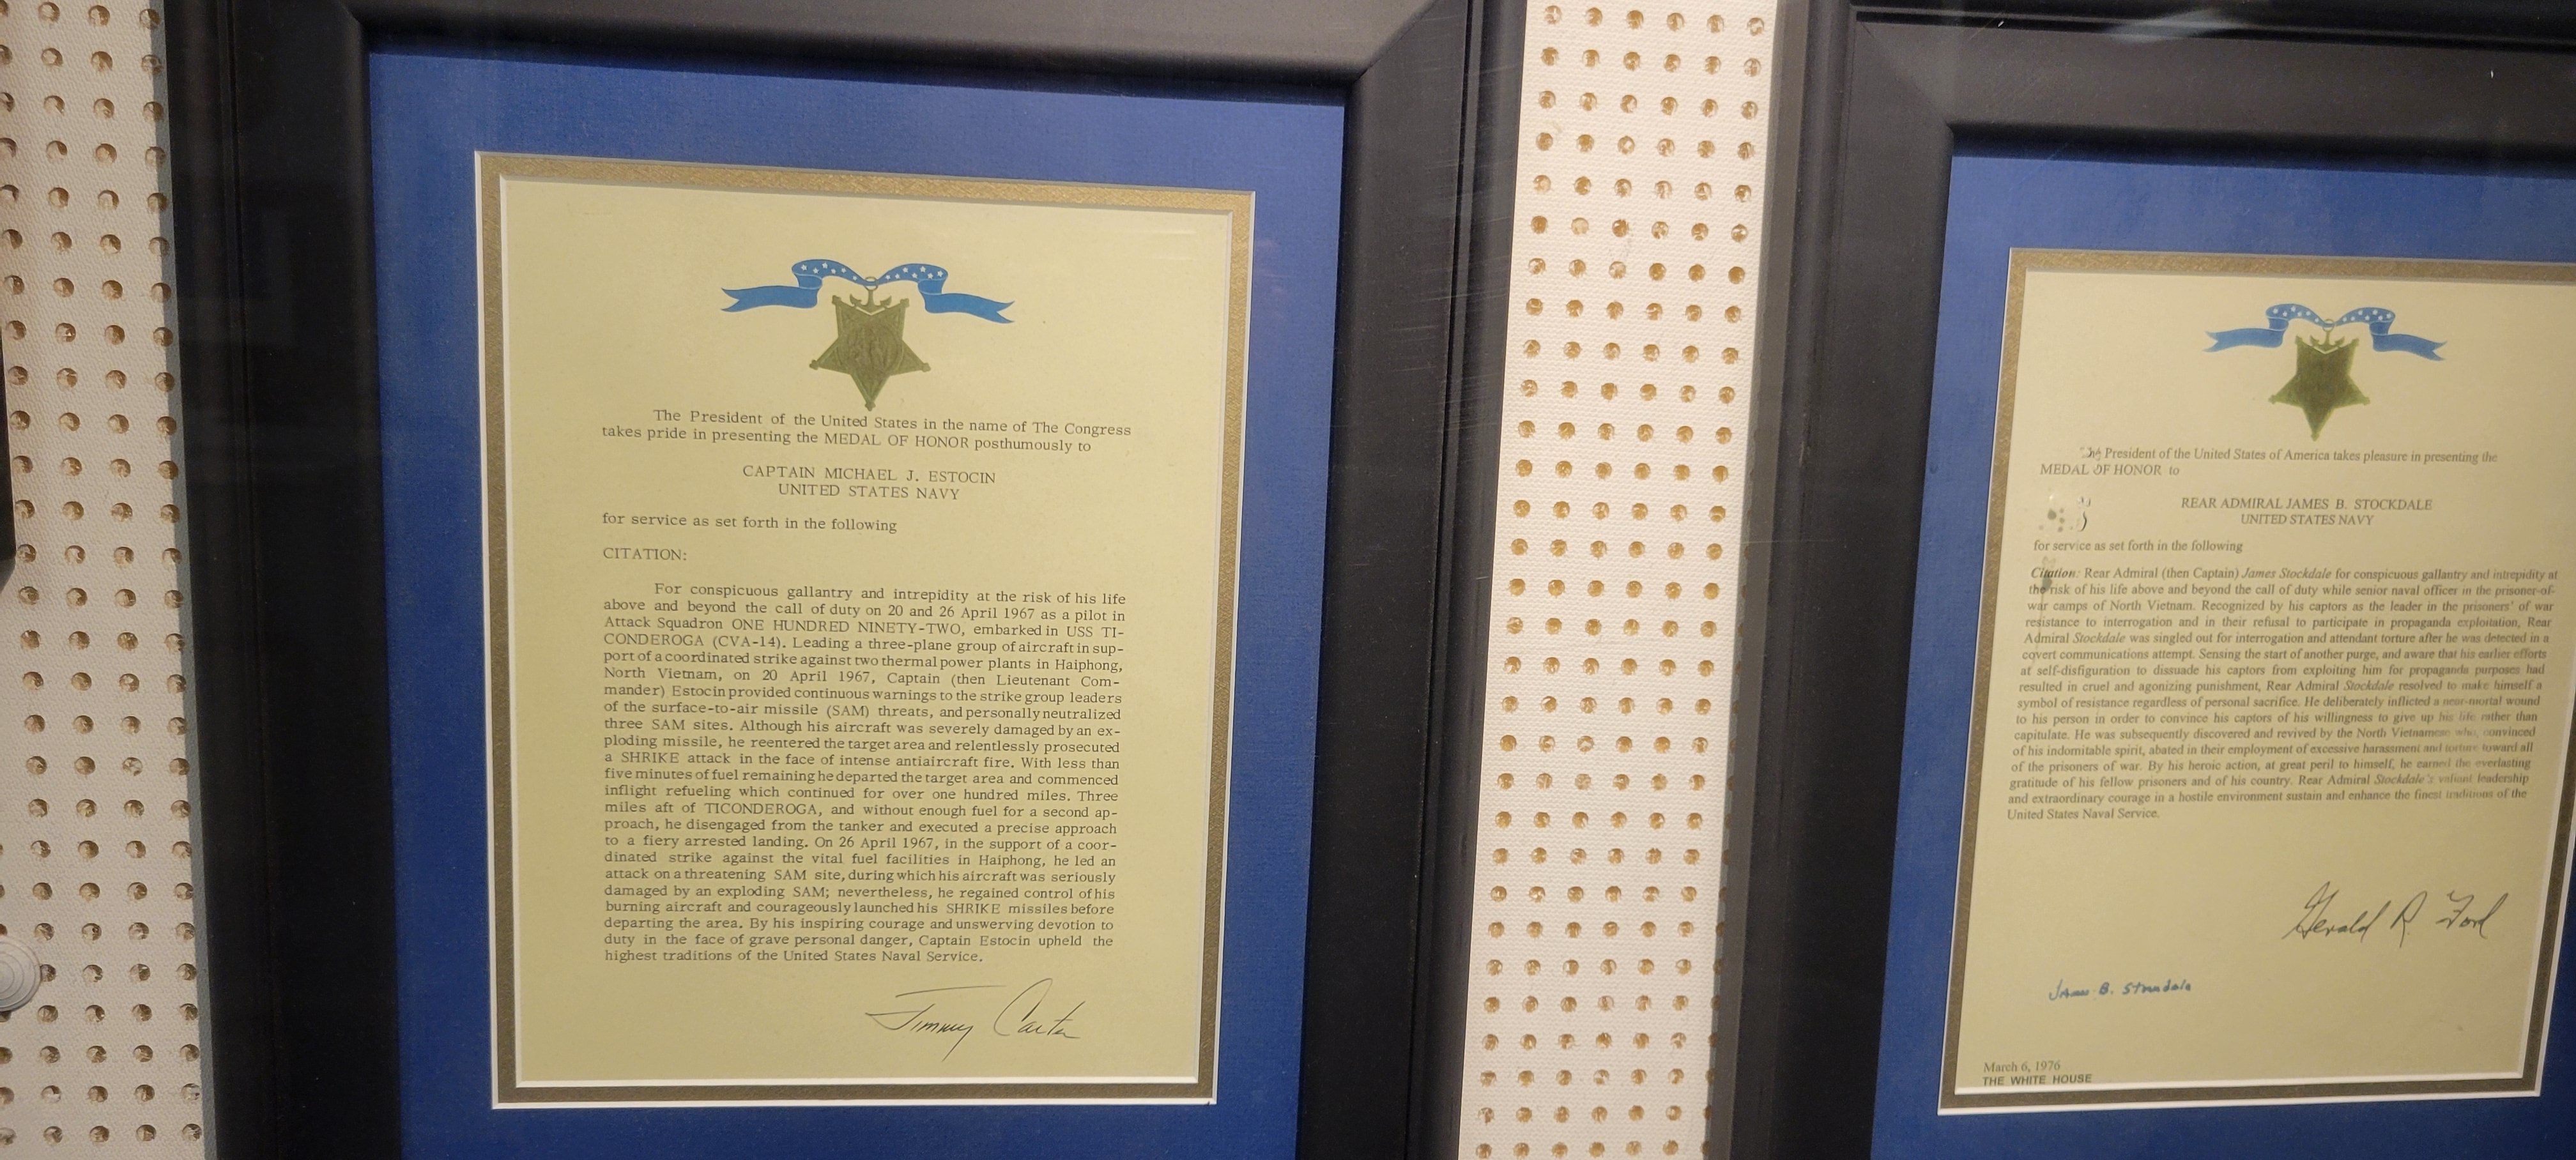 The President of the United States in the name of The Congress
takes pride in presenting the MEDAL OF HONOR posthumously to
CAPTAIN MICHAEL J. ESTOCIN
UNITED STATES NAVY
for service as set forth in the following
CITATION:
For conspicuous gallantry and intrepidity at the risk of his life
above and beyond the call of duty on 20 and 26 April 1967 as a pilot in
Attack Squadron ONE HUNDRED NINETY-TWO, embarked in USS TI-
CONDEROGA (CVA-14). Leading a three-plane group of aircraft in sup-
port of a coordinated strike against two thermal power plants in Haiphong,
North Vietnam, on 20 April 1967, Captain (then Lieutenant Com-
mander) Estocin provided continuous warnings to the strike group leaders
of the surface-to-air missile (SAM) threats, and personally neutralized
three SAM sites. Although his aircraft was severely damaged by an ex-
ploding missile, he reentered the target area and relentlessly prosecuted
a SHRIKE attack in the face of intense antiaircraft fire. With less than
five minutes of fuel remaining he departed the target area and commenced
inflight refueling which continued for over one hundred miles. Three
miles aft of TICONDEROGA, and without enough fuel for a second ap-
proach, he disengaged from the tanker and executed a precise approach
to a fiery arrested landing. On 26 April 1967, in the support of a coor-
dinated strike against the vital fuel facilities in Haiphong, he led an
attack on a threatening SAM site, during which his aircraft was seriously
damaged by an exploding SAM; nevertheless, he regained control of his
burning aircraft and courageously launched his SHRIKE missiles before
departing the area. By his inspiring courage and unswerving devotion to
duty in the face of grave personal danger, Captain Estocin upheld the
highest traditions of the United States Naval Service.
Jimmy Carter
The President of the United States of America takes pleasure in presenting the
MEDAL OF HONOR to
REAR ADMIRAL JAMES B. STOCKDALE
UNITED STATES NAVY
for service as set forth in the following
Citation: Rear Admiral (then Captain) James Stockdale for conspicuous gallantry and intrepidity at
the risk of his life above and beyond the call of duty while senior naval officer in the prisoner-of-
war camps of North Vietnam. Recognized by his captors as the leader in the prisoners' of war
resistance to interrogation and in their refusal to participate in propaganda exploitation, Rear
Admiral Stockdale was singled out for interrogation and attendant torture after he was detected in a
covert communications attempt. Sensing the start of another purge, and aware that his earlier efforts
at self-disfiguration to dissuade his captors from exploiting him for propaganda purposes had
resulted in cruel and agonizing punishment, Rear Admiral Stockdale resolved to make himself a
symbol of resistance regardless of personal sacrifice. He deliberately inflicted a near-mortal wound
to his person in order to convince his captors of his willingness to give up his life rather than
capitulate. He was subsequently discovered and revived by the North Vietnamese who, convinced
of his indomitable spirit, abated in their employment of excessive harassment and torture toward all
of the prisoners of war. By his heroic action, at great peril to himself, he earned the everlasting
gratitude of his fellow prisoners and of his country. Rear Admiral Stockdale's valiant leadership
and extraordinary courage in a hostile environment sustain and enhance the finest traditions of the
United States Naval Service.
Gerald R. Ford
James B. Stockdale
March 6, 1976
THE WHITE HOUSE